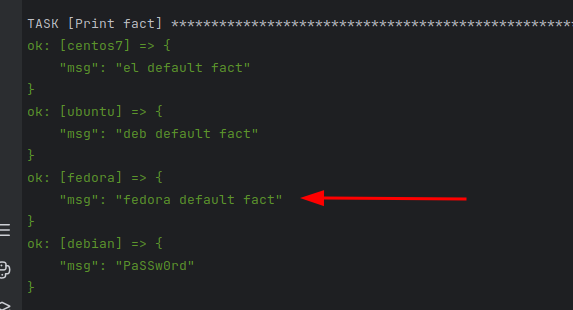 TASK [Print fact] ******************************************************
ok: [centos7] => {
    "msg": "el default fact"
}
ok: [ubuntu] => {
    "msg": "deb default fact"
}
ok: [fedora] => {
    "msg": "fedora default fact"
}
ok: [debian] => {
    "msg": "PaSSw0rd"
}